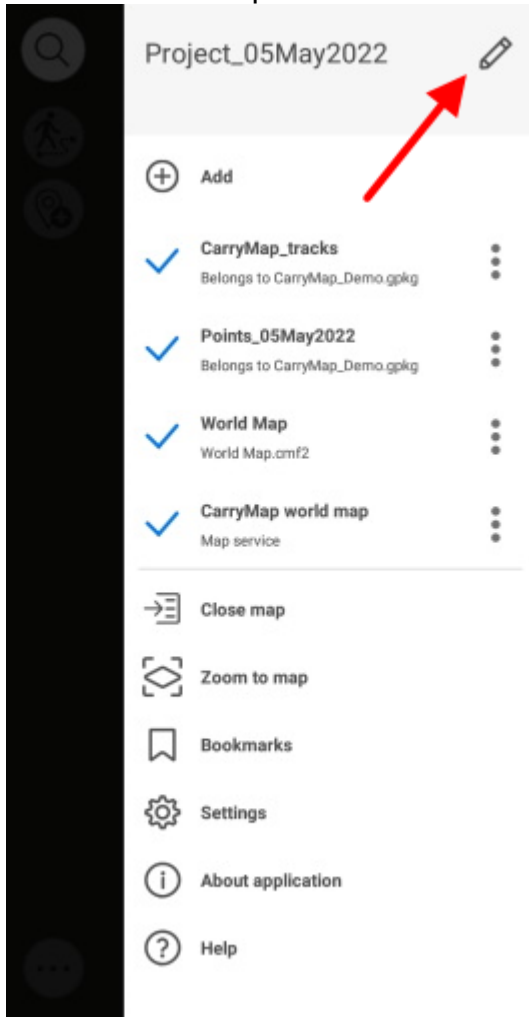 Project_05May2022
Add
CarryMap_tracks
Belongs to CarryMap_Demo.gpkg
Points_05May2022
Belongs to CarryMap_Demo.gpkg
World Map
World Map.cmf2
CarryMap world map
Map service
Close map
Zoom to map
Bookmarks
Settings
About application
Help